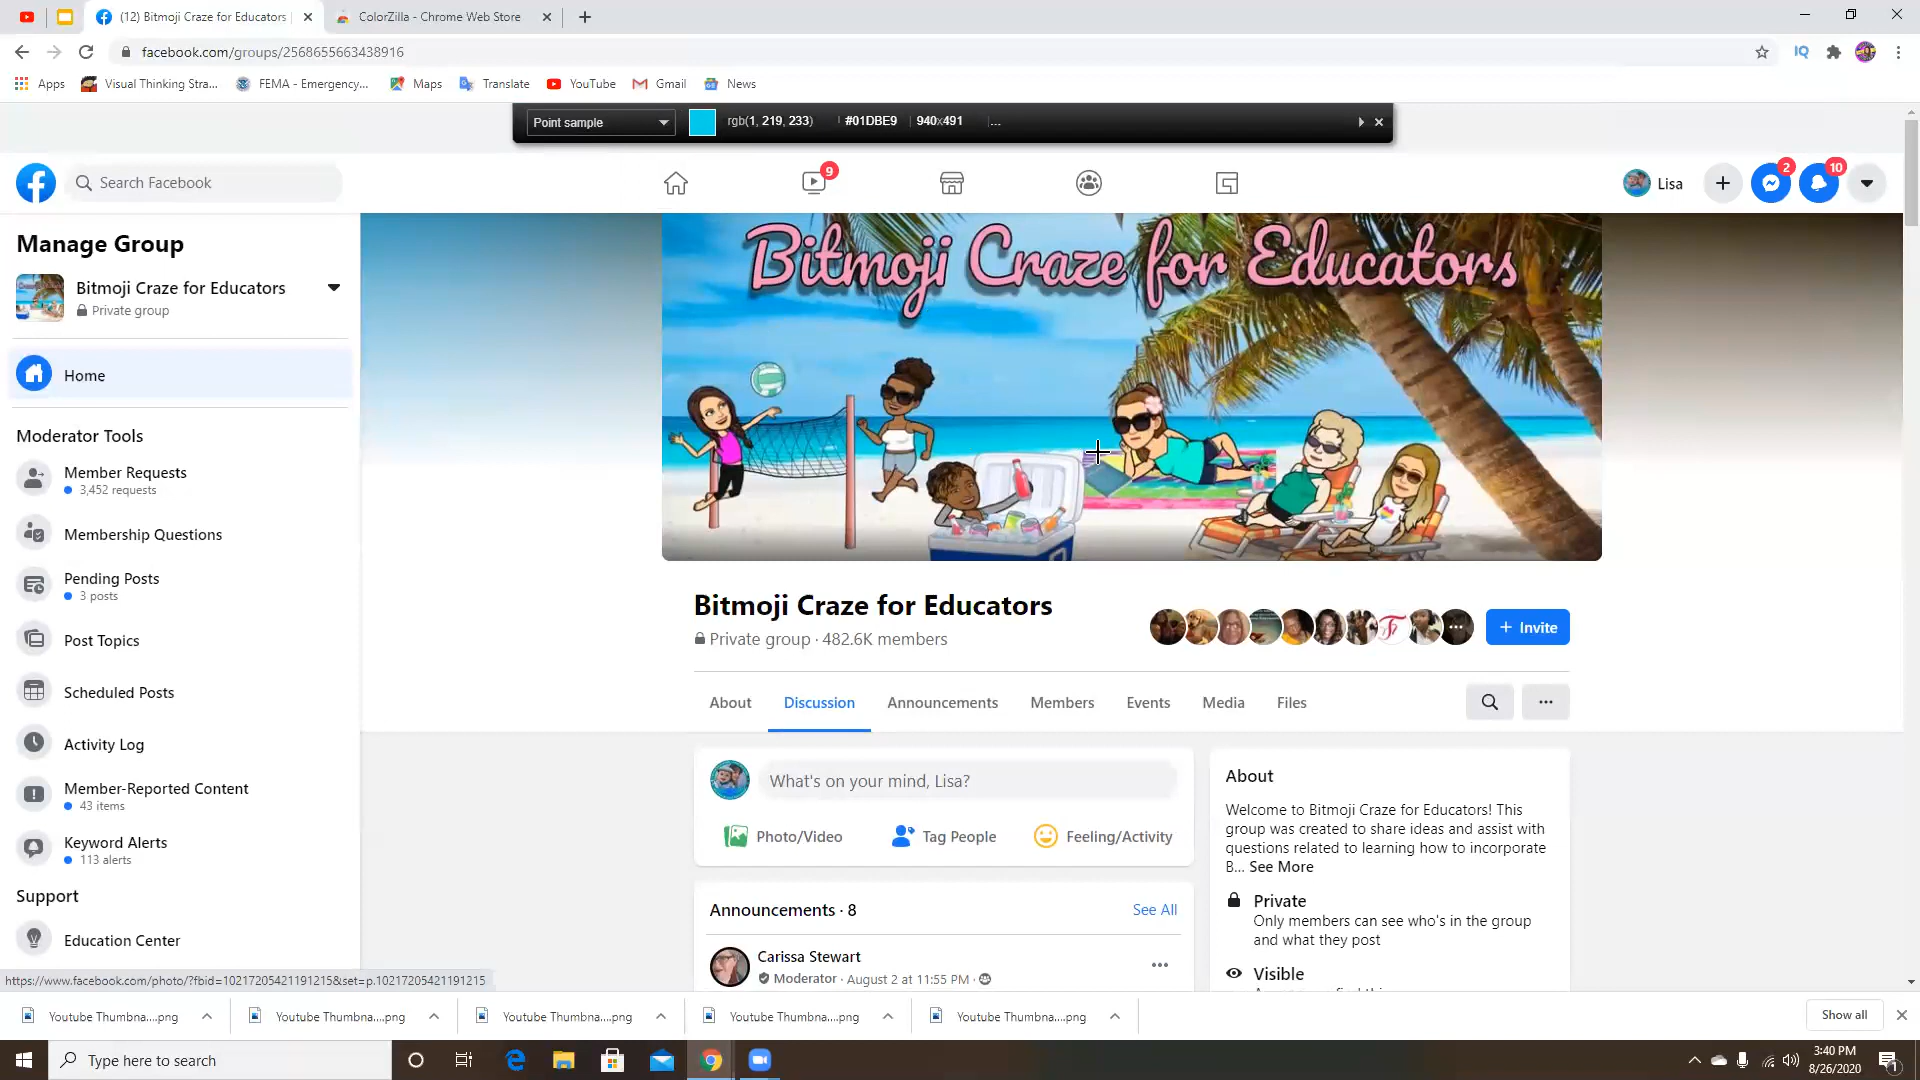 (12) Bitmoji Craze for Educators
ColorZilla - Chrome Web Store
facebook.com/groups/2568655663438916
Apps
Visual Thinking Stra...
FEMA - Emergency...
Maps
Translate
YouTube
Gmail
News
Point sample
rgb(1, 219, 233)
#01DBE9
940x491
...
Search Facebook
9
Lisa
2
10
Manage Group
Bitmoji Craze for Educators
Private group
Home
Moderator Tools
Member Requests
3,452 requests
Membership Questions
Pending Posts
3 posts
Post Topics
Scheduled Posts
Activity Log
Member-Reported Content
43 items
Keyword Alerts
113 alerts
Support
Education Center
Bitmoji Craze for Educators
Bitmoji Craze for Educators
Private group · 482.6K members
+ Invite
About
Discussion
Announcements
Members
Events
Media
Files
What's on your mind, Lisa?
Photo/Video
Tag People
Feeling/Activity
Announcements · 8
See All
Carissa Stewart
Moderator · August 2 at 11:55 PM ·
About
Welcome to Bitmoji Craze for Educators! This
group was created to share ideas and assist with
questions related to learning how to incorporate
B... See More
Private
Only members can see who's in the group
and what they post
Visible
https://www.facebook.com/photo/?fbid=10217205421191215&set=p.10217205421191215
Youtube Thumbna....png
Youtube Thumbna....png
Youtube Thumbna....png
Youtube Thumbna....png
Youtube Thumbna....png
Show all
Type here to search
3:40 PM
8/26/2020
1